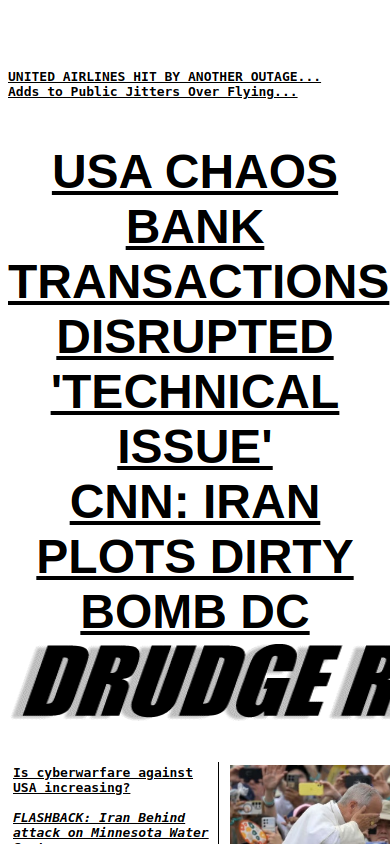 UNITED AIRLINES HIT BY ANOTHER OUTAGE...
Adds to Public Jitters Over Flying...
USA CHAOS
BANK
TRANSACTIONS
DISRUPTED
'TECHNICAL
ISSUE'
CNN: IRAN
PLOTS DIRTY
BOMB DC
DRUDGE R
Is cyberwarfare against
USA increasing?
FLASHBACK: Iran Behind
attack on Minnesota Water